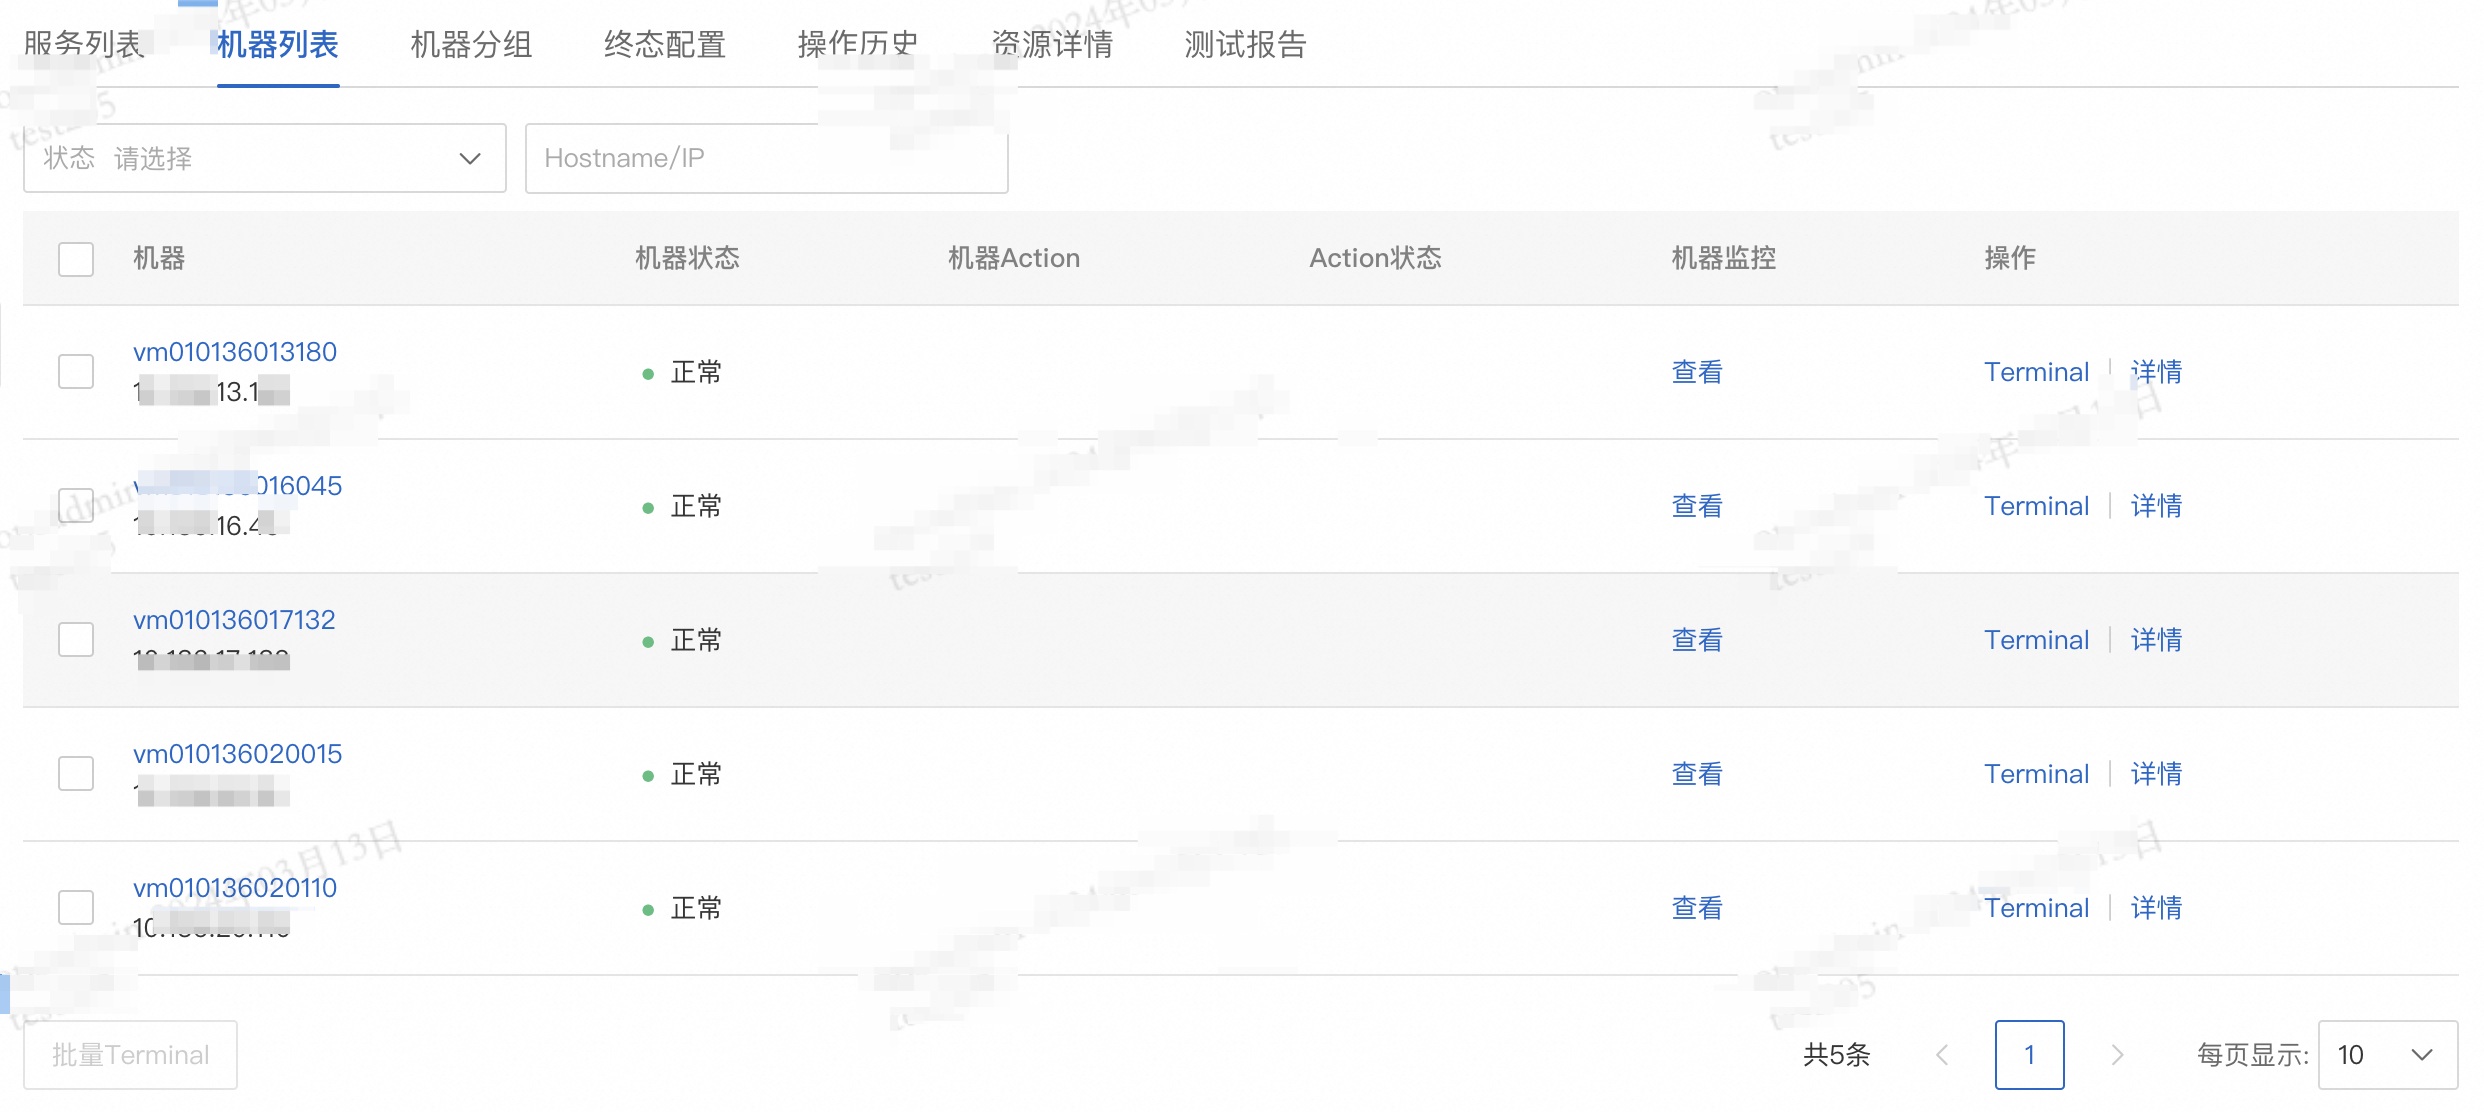 服务列表 机器列表 机器分组 终态配置 操作历史 资源详情 测试报告
状态 请选择 Hostname/IP
机器 机器状态 机器Action Action状态 机器监控 操作
vm010136013180
正常 查看 Terminal 详情
016045
正常 查看 Terminal 详情
vm010136017132
正常 查看 Terminal 详情
vm010136020015
正常 查看 Terminal 详情
vm010136020110
正常 查看 Terminal 详情
批量Terminal 共5条 1 每页显示: 10